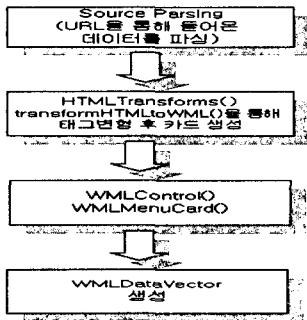 Source Parsing
(URL을 통해 들어온
데이터를 파싱)
HTMLTransforms()
transformHTMLtoWML()을 통해
태그변형 후 카드 생성
WMLControl()
WMLMenuCard()
WMLDataVector
생성